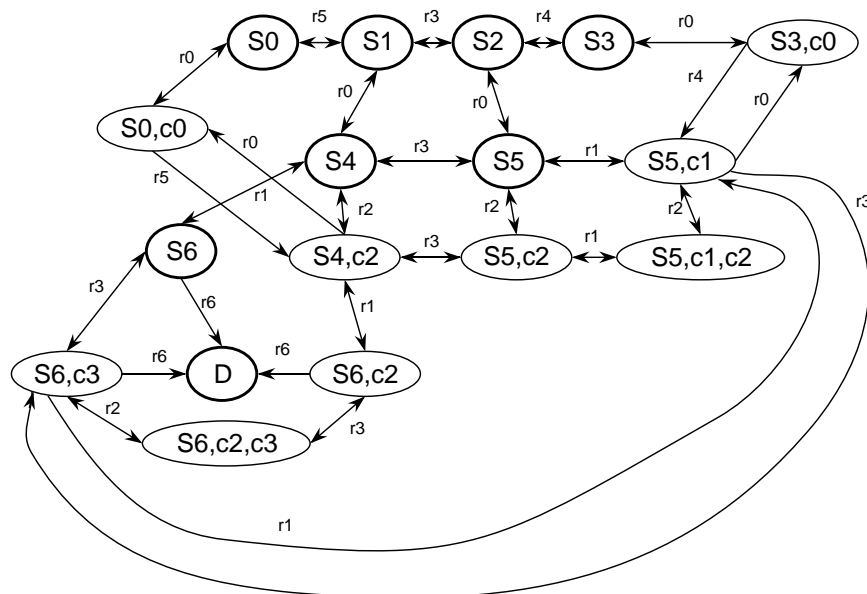 r5
r3
r4
r0
S0
S1
S2
S3
S3,c0
r0
r0
r0
r4
r0
S0,c0
r0
r5
S4
r3
S5
r1
S5,c1
r1
r2
r2
r2
r3
S6
S4,c2
r3
S5,c2
r1
S5,c1,c2
r3
r6
r1
S6,c3
r6
D
r6
S6,c2
r2
S6,c2,c3
r3
r1